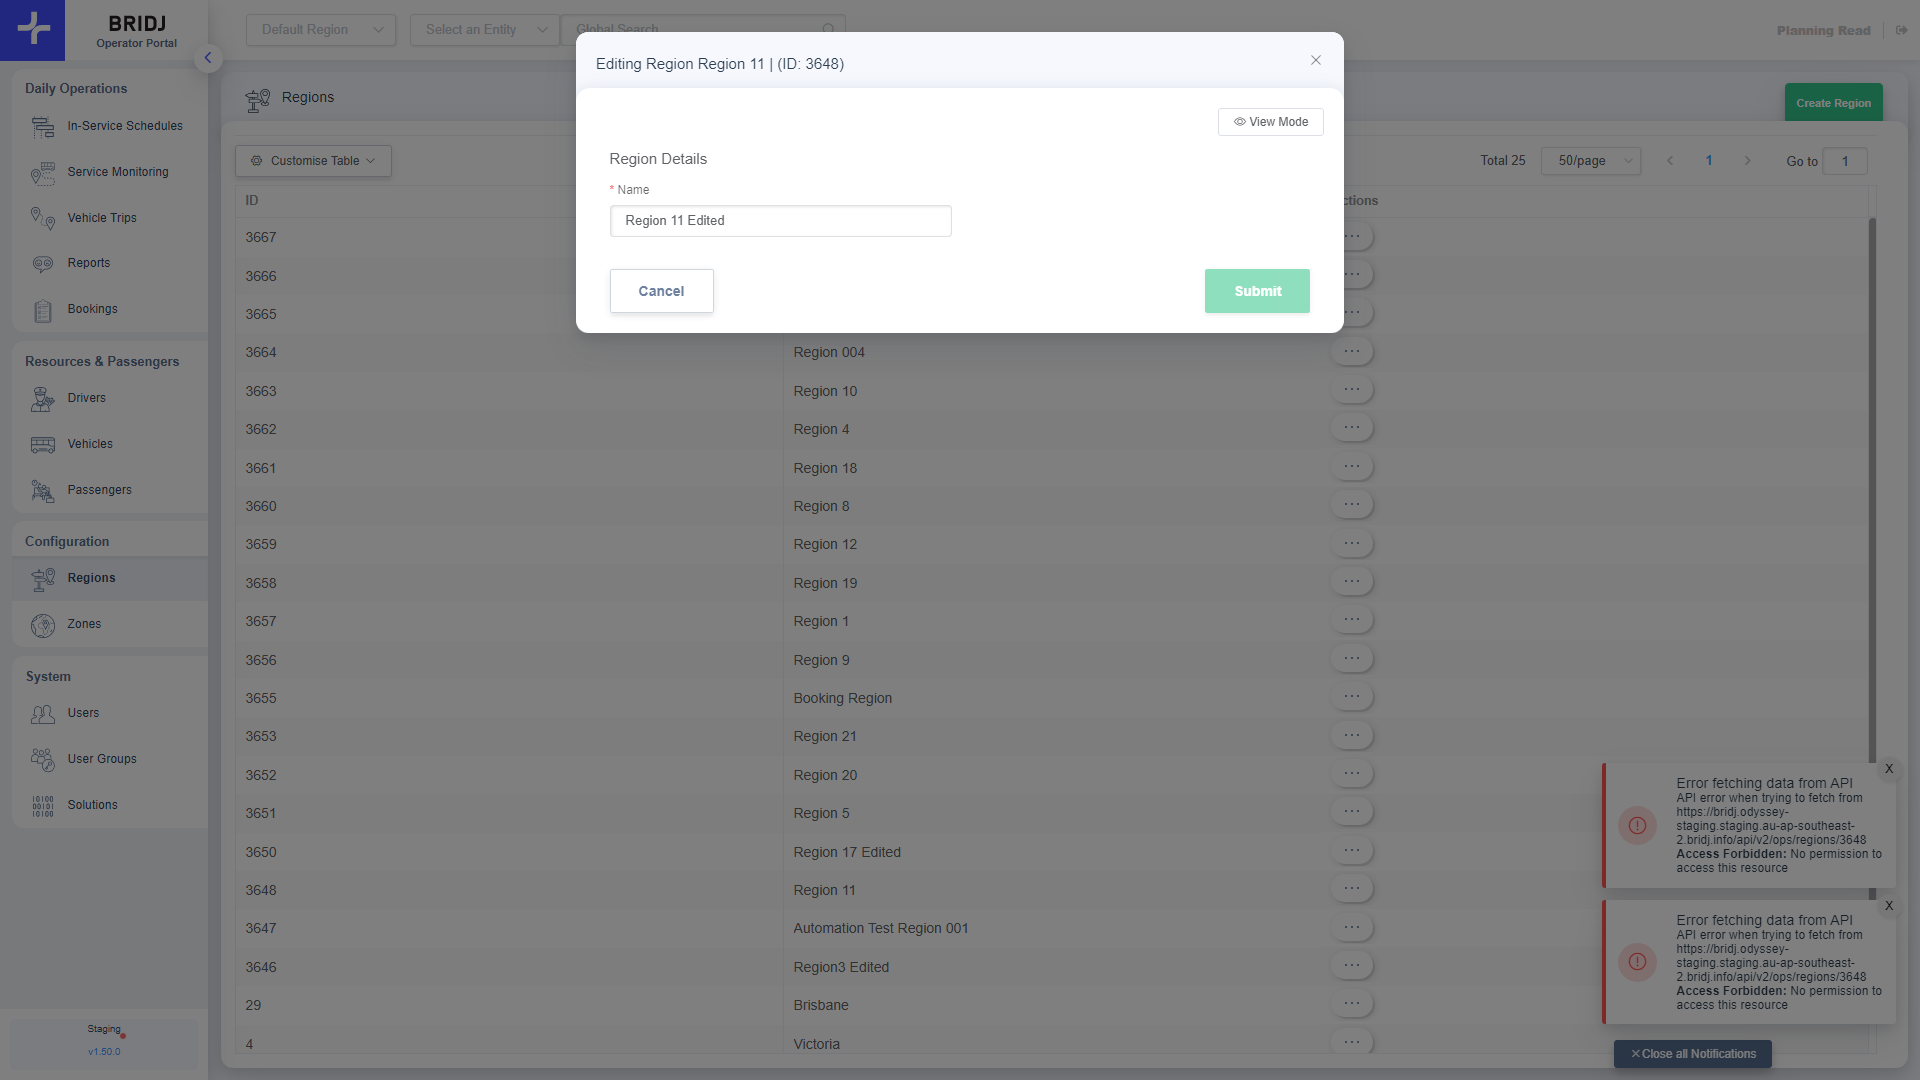 BRIDJ
Operator Portal
Default Region
Select an Entity
Global Search
Planning Read
Daily Operations
In-Service Schedules
Service Monitoring
Vehicle Trips
Reports
Bookings
Resources & Passengers
Drivers
Vehicles
Passengers
Configuration
Regions
Zones
System
Users
User Groups
Solutions
Staging
v1.50.0
Regions
Create Region
Customise Table
Total 25
50/page
1
Go to
1
ID
ctions
3667
3666
3665
3664 Region 004
3663 Region 10
3662 Region 4
3661 Region 18
3660 Region 8
3659 Region 12
3658 Region 19
3657 Region 1
3656 Region 9
3655 Booking Region
3653 Region 21
3652 Region 20
3651 Region 5
3650 Region 17 Edited
3648 Region 11
3647 Automation Test Region 001
3646 Region3 Edited
29 Brisbane
4 Victoria
Editing Region Region 11 | (ID: 3648)
View Mode
Region Details
* Name
Region 11 Edited
Cancel
Submit
X
Error fetching data from API
API error when trying to fetch from
https://bridj.odyssey-
staging.staging.au-ap-southeast-
2.bridj.info/api/v2/ops/regions/3648
Access Forbidden: No permission to
access this resource
X
Error fetching data from API
API error when trying to fetch from
https://bridj.odyssey-
staging.staging.au-ap-southeast-
2.bridj.info/api/v2/ops/regions/3648
Access Forbidden: No permission to
access this resource
Close all Notifications